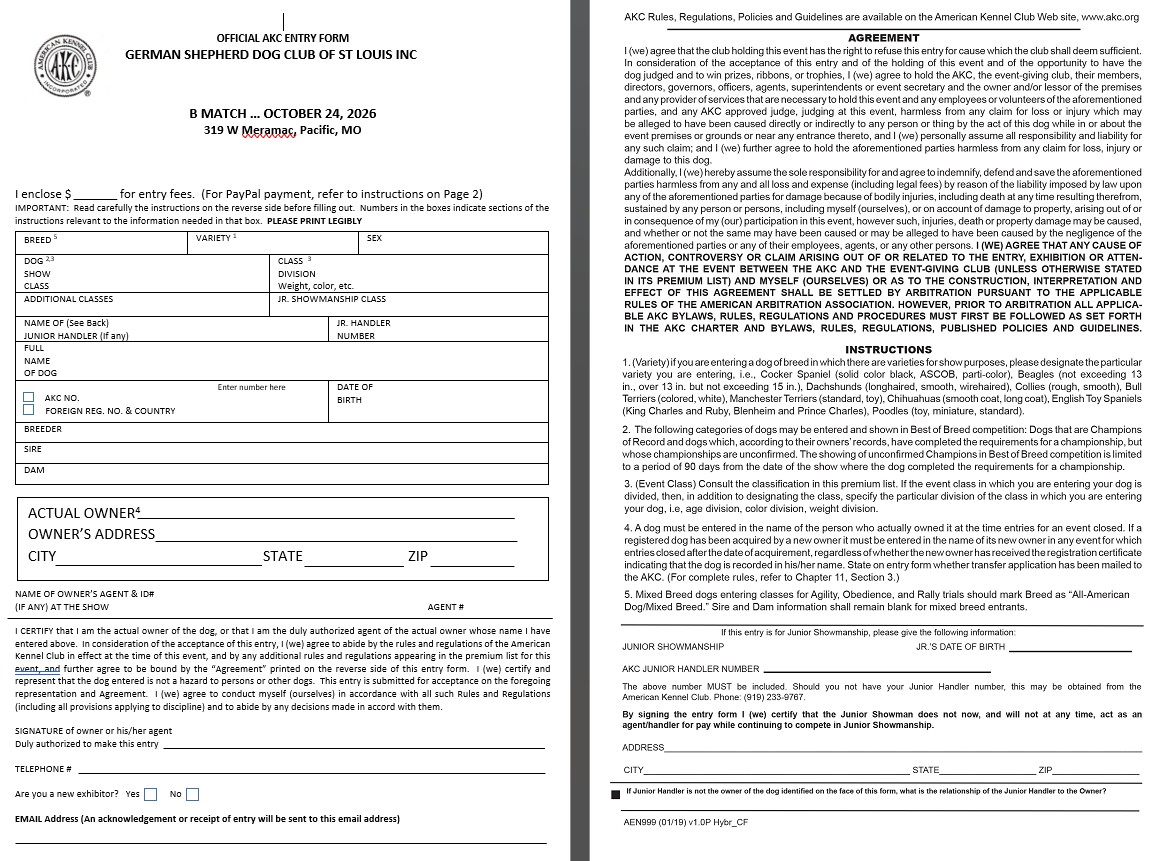 OFFICIAL AKC ENTRY FORM
GERMAN SHEPHERD DOG CLUB OF ST LOUIS INC
AMERICAN KENNEL CLUB
AKC
INCORPORATED
®
B MATCH … OCTOBER 24, 2026
319 W Meramac, Pacific, MO
I enclose $ ______ for entry fees. (For PayPal payment, refer to instructions on Page 2)
IMPORTANT: Read carefully the instructions on the reverse side before filling out. Numbers in the boxes indicate sections of the
instructions relevant to the information needed in that box. PLEASE PRINT LEGIBLY
BREED 5 VARIETY 1 SEX
DOG 2,3 CLASS 3
SHOW DIVISION
CLASS Weight, color, etc.
ADDITIONAL CLASSES JR. SHOWMANSHIP CLASS
NAME OF (See Back) JR. HANDLER
JUNIOR HANDLER (If any) NUMBER
FULL
NAME
OF DOG
Enter number here DATE OF
AKC NO. BIRTH
FOREIGN REG. NO. & COUNTRY
BREEDER
SIRE
DAM
ACTUAL OWNER4
OWNER'S ADDRESS
CITY STATE ZIP
NAME OF OWNER'S AGENT & ID#
(IF ANY) AT THE SHOW AGENT #
I CERTIFY that I am the actual owner of the dog, or that I am the duly authorized agent of the actual owner whose name I have
entered above. In consideration of the acceptance of this entry, I (we) agree to abide by the rules and regulations of the American
Kennel Club in effect at the time of this event, and by any additional rules and regulations appearing in the premium list for this
event, and further agree to be bound by the “Agreement” printed on the reverse side of this entry form. I (we) certify and
represent that the dog entered is not a hazard to persons or other dogs. This entry is submitted for acceptance on the foregoing
representation and Agreement. I (we) agree to conduct myself (ourselves) in accordance with all such Rules and Regulations
(including all provisions applying to discipline) and to abide by any decisions made in accord with them.
SIGNATURE of owner or his/her agent
Duly authorized to make this entry
TELEPHONE #
Are you a new exhibitor? Yes No
EMAIL Address (An acknowledgement or receipt of entry will be sent to this email address)
AKC Rules, Regulations, Policies and Guidelines are available on the American Kennel Club Web site, www.akc.org
AGREEMENT
I (we) agree that the club holding this event has the right to refuse this entry for cause which the club shall deem sufficient.
In consideration of the acceptance of this entry and of the holding of this event and of the opportunity to have the
dog judged and to win prizes, ribbons, or trophies, I (we) agree to hold the AKC, the event-giving club, their members,
directors, governors, officers, agents, superintendents or event secretary and the owner and/or lessor of the premises
and any provider of services that are necessary to hold this event and any employees or volunteers of the aforementioned
parties, and any AKC approved judge, judging at this event, harmless from any claim for loss or injury which may
be alleged to have been caused directly or indirectly to any person or thing by the act of this dog while in or about the
event premises or grounds or near any entrance thereto, and I (we) personally assume all responsibility and liability for
any such claim; and I (we) further agree to hold the aforementioned parties harmless from any claim for loss, injury or
damage to this dog.
Additionally, I (we) hereby assume the sole responsibility for and agree to indemnify, defend and save the aforementioned
parties harmless from any and all loss and expense (including legal fees) by reason of the liability imposed by law upon
any of the aforementioned parties for damage because of bodily injuries, including death at any time resulting therefrom,
sustained by any person or persons, including myself (ourselves), or on account of damage to property, arising out of or
in consequence of my (our) participation in this event, however such, injuries, death or property damage may be caused,
and whether or not the same may have been caused or may be alleged to have been caused by the negligence of the
aforementioned parties or any of their employees, agents, or any other persons. I (WE) AGREE THAT ANY CAUSE OF
ACTION, CONTROVERSY OR CLAIM ARISING OUT OF OR RELATED TO THE ENTRY, EXHIBITION OR ATTEN-
DANCE AT THE EVENT BETWEEN THE AKC AND THE EVENT-GIVING CLUB (UNLESS OTHERWISE STATED
IN ITS PREMIUM LIST) AND MYSELF (OURSELVES) OR AS TO THE CONSTRUCTION, INTERPRETATION AND
EFFECT OF THIS AGREEMENT SHALL BE SETTLED BY ARBITRATION PURSUANT TO THE APPLICABLE
RULES OF THE AMERICAN ARBITRATION ASSOCIATION. HOWEVER, PRIOR TO ARBITRATION ALL APPLICA-
BLE AKC BYLAWS, RULES, REGULATIONS AND PROCEDURES MUST FIRST BE FOLLOWED AS SET FORTH
IN THE AKC CHARTER AND BYLAWS, RULES, REGULATIONS, PUBLISHED POLICIES AND GUIDELINES.
INSTRUCTIONS
1. (Variety) if you are entering a dog of breed in which there are varieties for show purposes, please designate the particular
variety you are entering, i.e., Cocker Spaniel (solid color black, ASCOB, parti-color), Beagles (not exceeding 13
in., over 13 in. but not exceeding 15 in.), Dachshunds (longhaired, smooth, wirehaired), Collies (rough, smooth), Bull
Terriers (colored, white), Manchester Terriers (standard, toy), Chihuahuas (smooth coat, long coat), English Toy Spaniels
(King Charles and Ruby, Blenheim and Prince Charles), Poodles (toy, miniature, standard).
2. The following categories of dogs may be entered and shown in Best of Breed competition: Dogs that are Champions
of Record and dogs which, according to their owners' records, have completed the requirements for a championship, but
whose championships are unconfirmed. The showing of unconfirmed Champions in Best of Breed competition is limited
to a period of 90 days from the date of the show where the dog completed the requirements for a championship.
3. (Event Class) Consult the classification in this premium list. If the event class in which you are entering your dog is
divided, then, in addition to designating the class, specify the particular division of the class in which you are entering
your dog, i.e, age division, color division, weight division.
4. A dog must be entered in the name of the person who actually owned it at the time entries for an event closed. If a
registered dog has been acquired by a new owner it must be entered in the name of its new owner in any event for which
entries closed after the date of acquirement, regardless of whether the new owner has received the registration certificate
indicating that the dog is recorded in his/her name. State on entry form whether transfer application has been mailed to
the AKC. (For complete rules, refer to Chapter 11, Section 3.)
5. Mixed Breed dogs entering classes for Agility, Obedience, and Rally trials should mark Breed as “All-American
Dog/Mixed Breed.” Sire and Dam information shall remain blank for mixed breed entrants.
If this entry is for Junior Showmanship, please give the following information:
JUNIOR SHOWMANSHIP JR.'S DATE OF BIRTH
AKC JUNIOR HANDLER NUMBER
The above number MUST be included. Should you not have your Junior Handler number, this may be obtained from the
American Kennel Club. Phone: (919) 233-9767.
By signing the entry form I (we) certify that the Junior Showman does not now, and will not at any time, act as an
agent/handler for pay while continuing to compete in Junior Showmanship.
ADDRESS
CITY STATE ZIP
If Junior Handler is not the owner of the dog identified on the face of this form, what is the relationship of the Junior Handler to the Owner?
AEN999 (01/19) v1.0P Hybr_CF